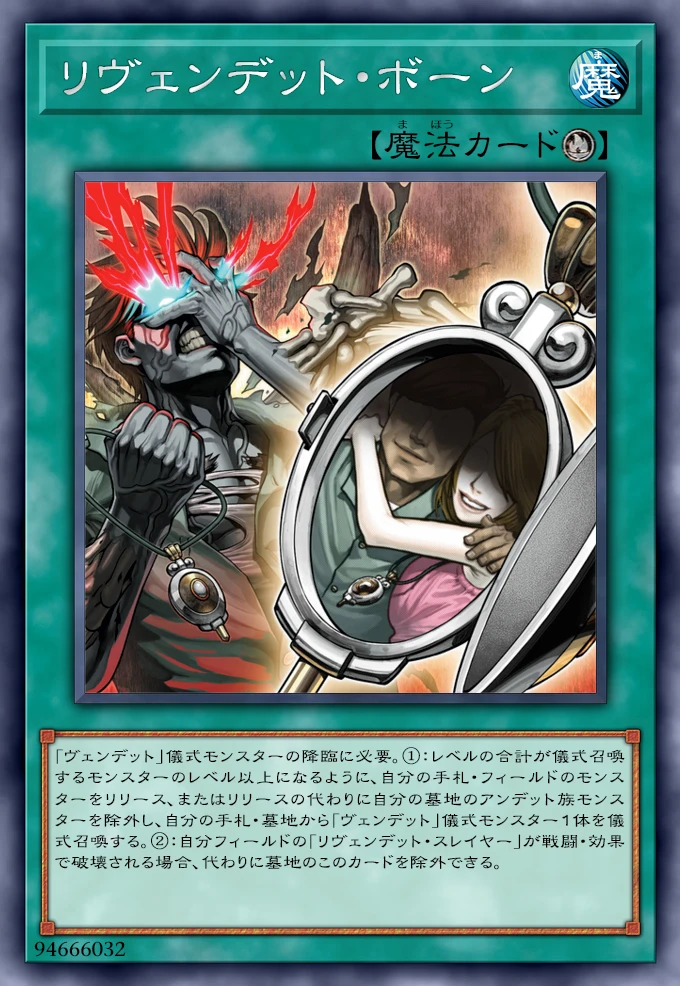 リヴェンデット・ボーン
魔
ま
【魔法カード】
ま ほう
「ヴェンデット」儀式モンスターの降臨に必要。①:レベルの合計が儀式召喚
するモンスターのレベル以上になるように、自分の手札・フィールドのモンス
ターをリリース、またはリリースの代わりに自分の墓地のアンデット族モンス
ターを除外し、自分の手札・墓地から「ヴェンデット」儀式モンスター1体を儀
式召喚する。②:自分フィールドの「リヴェンデット・スレイヤー」が戦闘・効果
で破壊される場合、代わりに墓地のこのカードを除外できる。
94666032